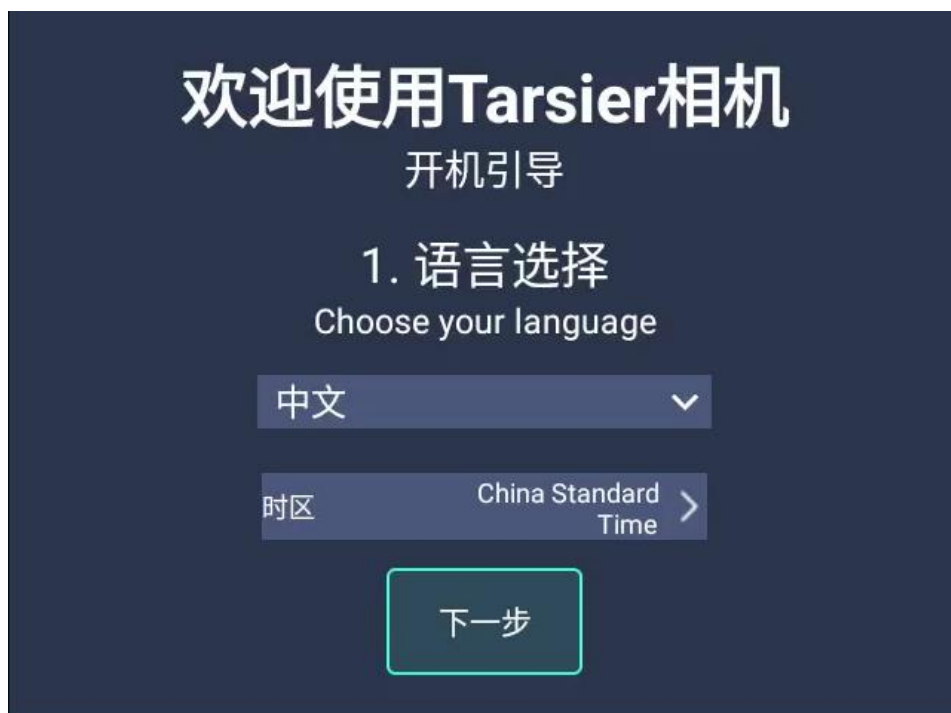 欢迎使用Tarsier相机
开机引导
1. 语言选择
Choose your language
中文
时区
China Standard
Time
下一步